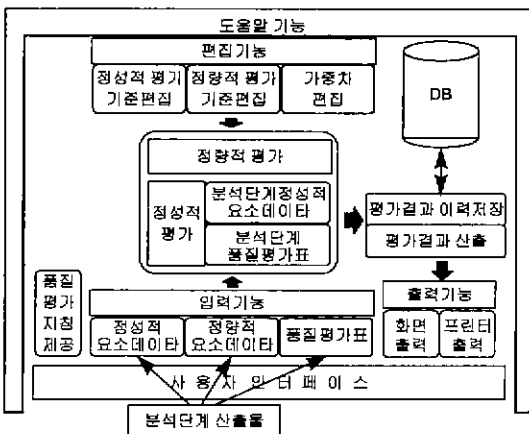 도움말 기능
편집기능
정성적 평가
기준편집
정량적 평가
기준편집
가중차
편집
DB
정량적 평가
정성적
평가
분석단계정성적
요소데이타
분석단계
품질평가표
평가결과 이력저장
평가결과 산출
품질
평가
지침
제공
입력기능
정성적
요소데이타
정량적
요소데이타
품질평가표
출력기능
화면
출력
프린터
출력
사 용 자 인 터 페 이 스
분석단계 산출물